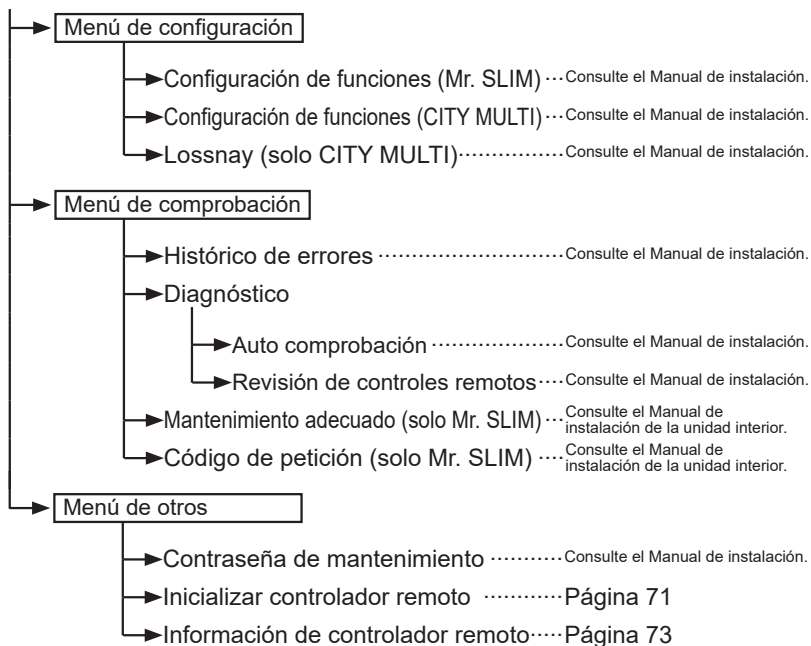 Menú de configuración
Configuración de funciones (Mr. SLIM) ··· Consulte el Manual de instalación.
Configuración de funciones (CITY MULTI) ··· Consulte el Manual de instalación.
Lossnay (solo CITY MULTI) ··············· Consulte el Manual de instalación.
Menú de comprobación
Histórico de errores ··························· Consulte el Manual de instalación.
Diagnóstico
Auto comprobación ··················· Consulte el Manual de instalación.
Revisión de controles remotos ···· Consulte el Manual de instalación.
Mantenimiento adecuado (solo Mr. SLIM) ··· Consulte el Manual de
instalación de la unidad interior.
Código de petición (solo Mr. SLIM) ···· Consulte el Manual de
instalación de la unidad interior.
Menú de otros
Contraseña de mantenimiento ··········· Consulte el Manual de instalación.
Inicializar controlador remoto ············ Página 71
Información de controlador remoto ····· Página 73